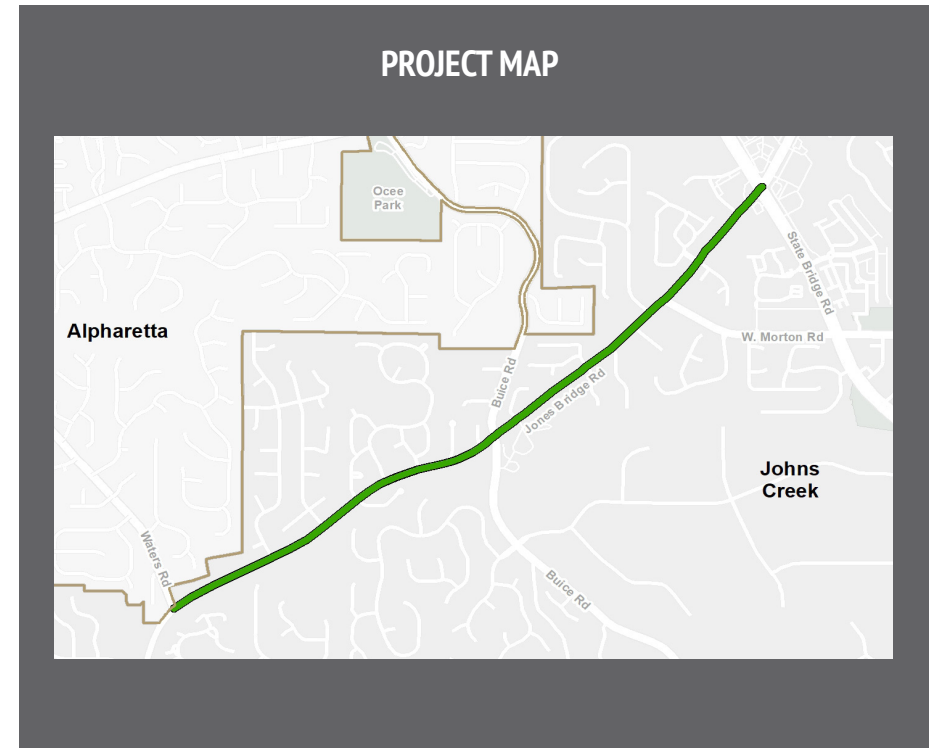 PROJECT MAP
Ocee
Park
State Bridge Rd
Alpharetta
W. Morton Rd
Buice Rd
Jones Bridge Rd
Johns
Creek
Waters Rd
Buice Rd